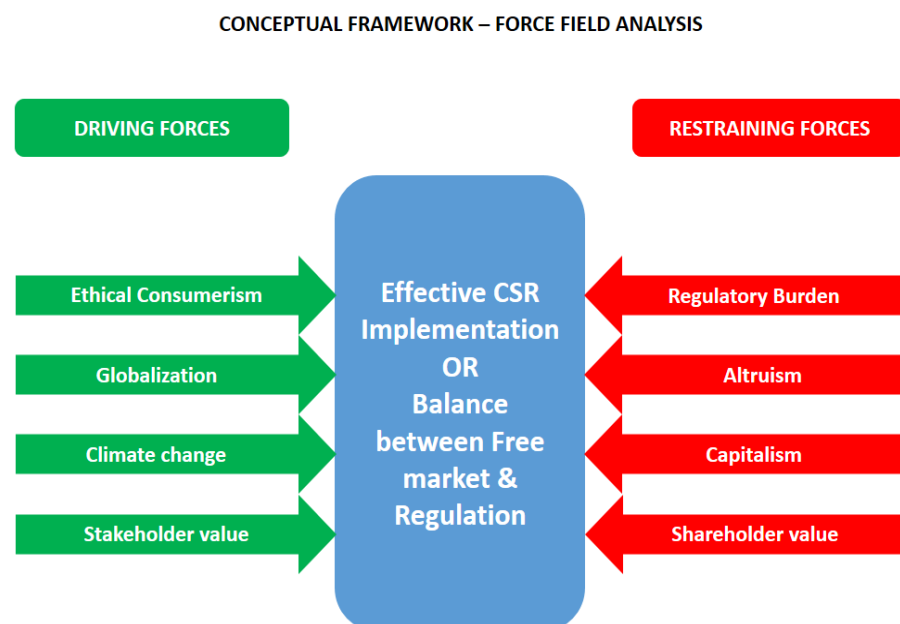 CONCEPTUAL FRAMEWORK – FORCE FIELD ANALYSIS
DRIVING FORCES
RESTRAINING FORCES
Ethical Consumerism
Globalization
Climate change
Stakeholder value
Effective CSR
Implementation
OR
Balance
between Free
market &
Regulation
Regulatory Burden
Altruism
Capitalism
Shareholder value